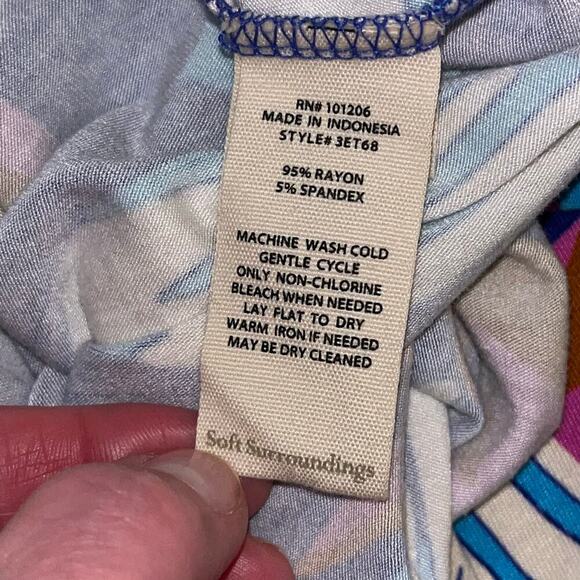 RN# 101206
MADE IN INDONESIA
STYLE# 3ET68
95% RAYON
5% SPANDEX
MACHINE WASH COLD
GENTLE CYCLE
ONLY NON-CHLORINE
BLEACH WHEN NEEDED
LAY FLAT TO DRY
WARM IRON IF NEEDED
MAY BE DRY CLEANED
Soft Surroundings